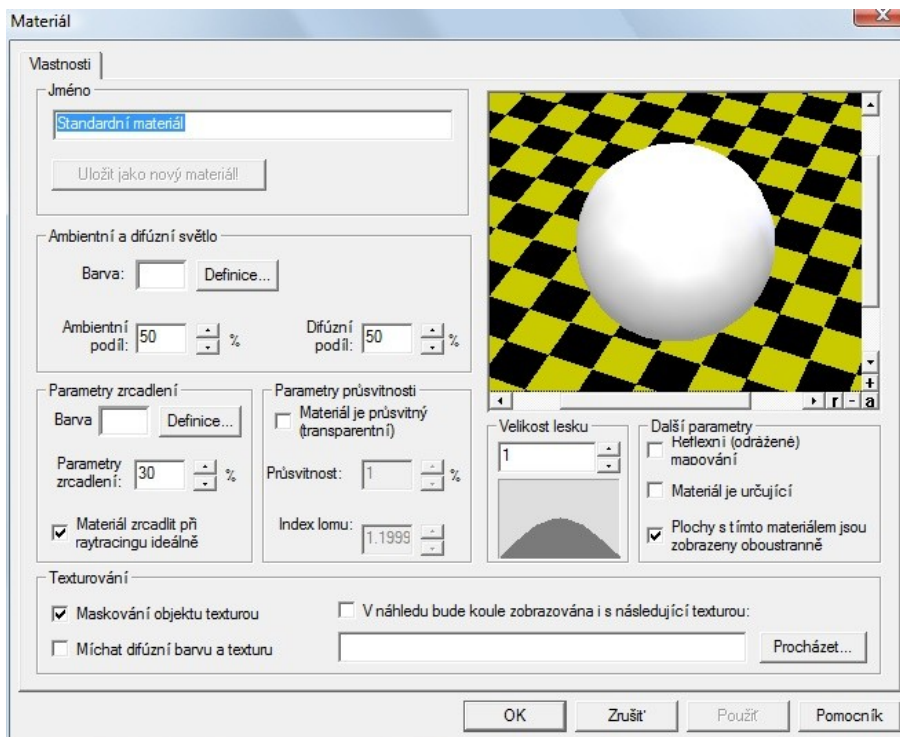 Materiál
Vlastnosti
Jméno
Standardní materiál
Uložit jako nový materiál!
Ambientní a difúzní světlo
Barva:
Definice...
Ambientní
podíl:
50
%
Difúzní
podíl:
50
%
Parametry zrcadlení
Barva
Definice...
Parametry
zrcadlení:
30
%
Materiál zrcadlit při
raytracingu ideálně
Parametry průsvitnosti
Materiál je průsvitný
(transparentní)
Průsvitnost:
1
%
Index lomu:
1.1999
r - a
+
Velikost lesku
1
Další parametry
Reflexní (odrážené)
mapování
Materiál je určující
Plochy s tímto materiálem jsou
zobrazeny oboustranně
Texturování
Maskování objektu texturou
Míchat difúzní barvu a texturu
V náhledu bude koule zobrazována i s následující texturou:
Procházet...
OK
Zrušit
Použít
Pomocník